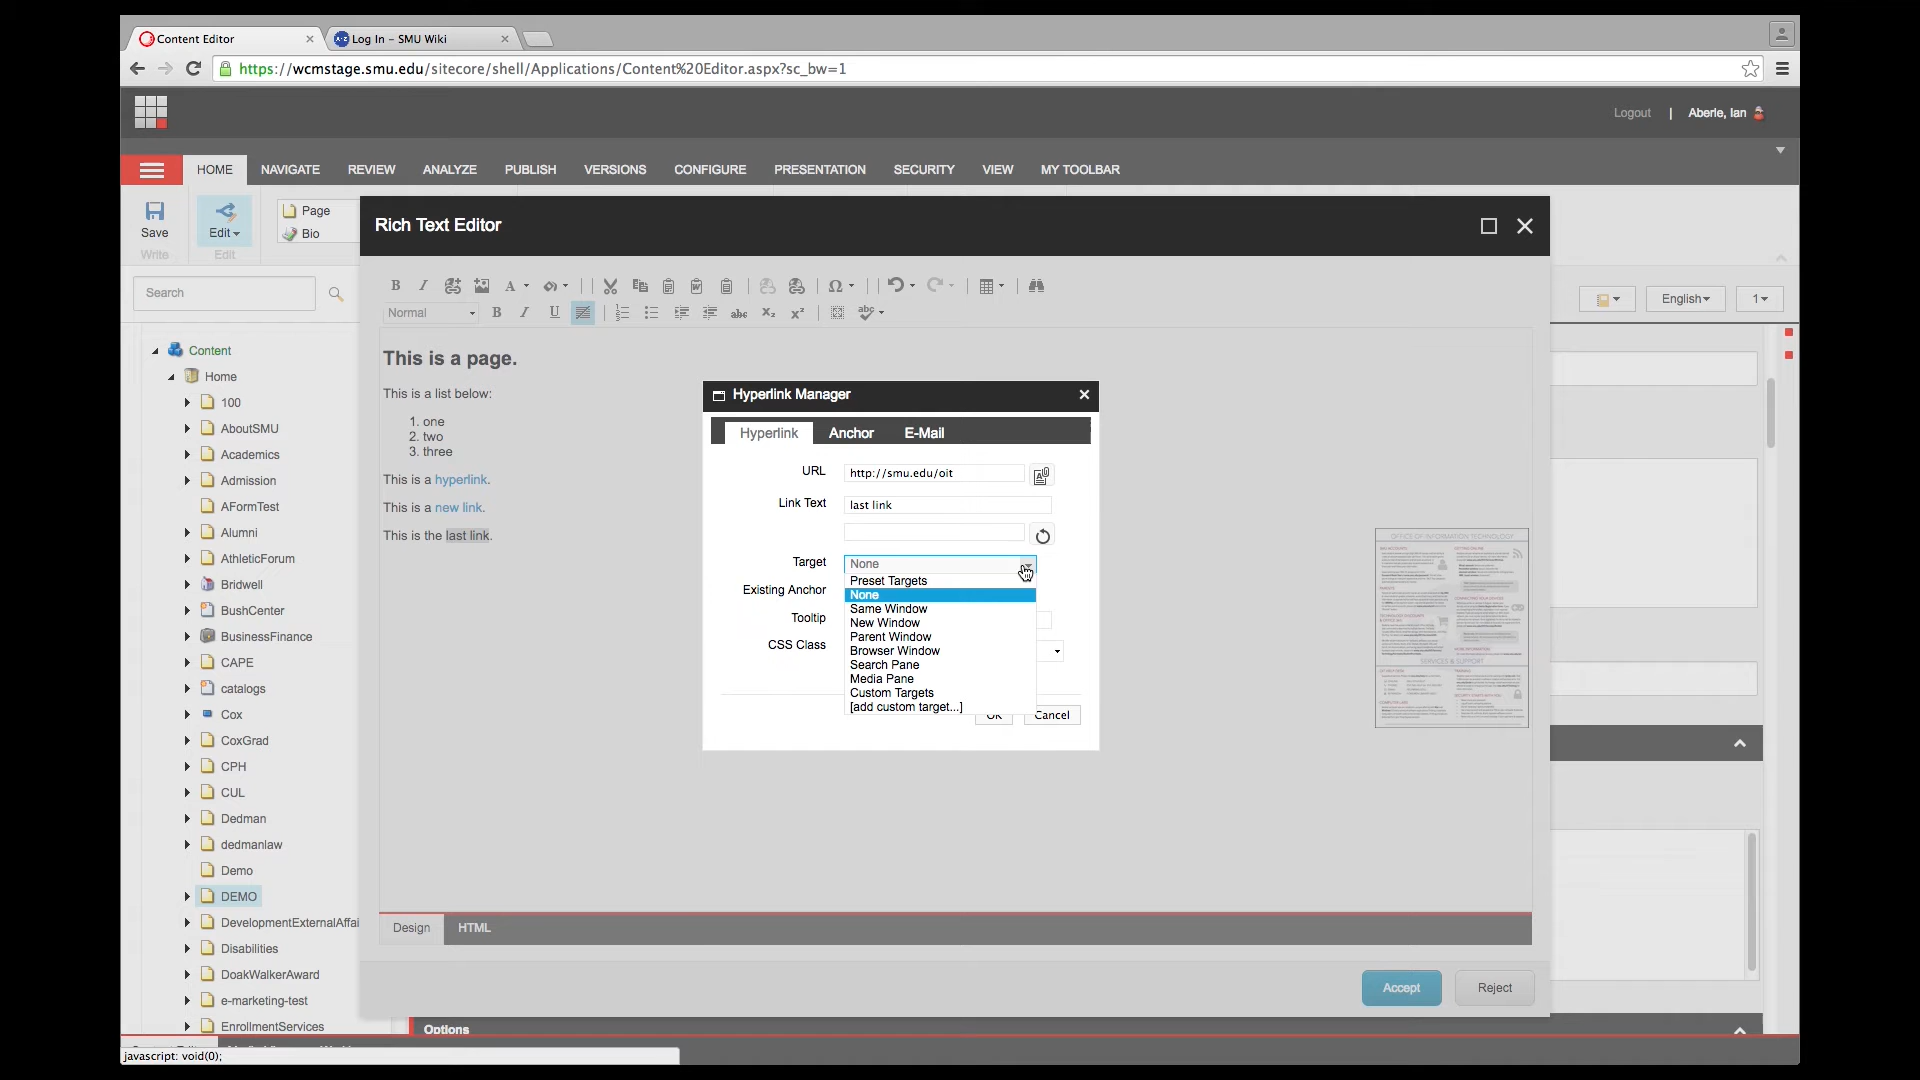 Content Editor
Log In – SMU Wiki
https://wcmstage.smu.edu/sitecore/shell/Applications/Content%20Editor.aspx?sc_bw=1
Logout | Aberle, Ian
HOME NAVIGATE REVIEW ANALYZE PUBLISH VERSIONS CONFIGURE PRESENTATION SECURITY VIEW MY TOOLBAR
Save
Write
Edit
Edit
Page
Bio
Search
English
1
Content
Home
100
AboutSMU
Academics
Admission
AFormTest
Alumni
AthleticForum
Bridwell
BushCenter
BusinessFinance
CAPE
catalogs
Cox
CoxGrad
CPH
CUL
Dedman
dedmanlaw
Demo
DEMO
DevelopmentExternalAffai
Disabilities
DoakWalkerAward
e-marketing-test
EnrollmentServices
Rich Text Editor
Normal
This is a page.
This is a list below:
1. one
2. two
3. three
This is a hyperlink.
This is a new link.
This is the last link.
OFFICE OF INFORMATION TECHNOLOGY
SERVICES & SUPPORT
Hyperlink Manager
Hyperlink Anchor E-Mail
URL http://smu.edu/oit
Link Text last link
Target None
Existing Anchor
Tooltip
CSS Class
Preset Targets
None
Same Window
New Window
Parent Window
Browser Window
Search Pane
Media Pane
Custom Targets
[add custom target...]
OK Cancel
Design HTML
Accept Reject
Options
javascript: void(0);